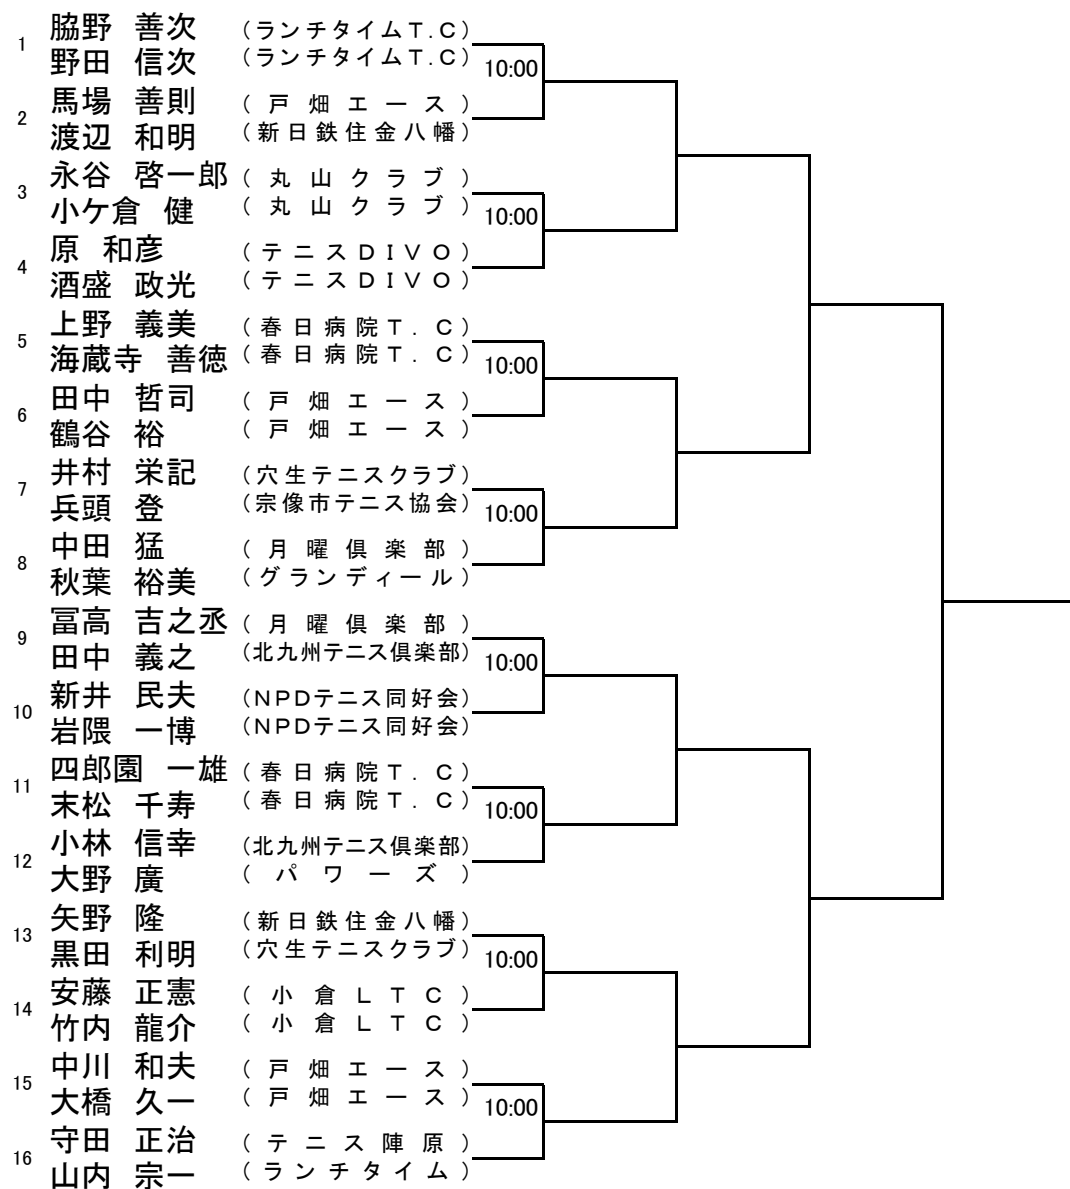 1 脇野 善次 (ランチタイムT.C)
野田 信次 (ランチタイムT.C) 10:00
2 馬場 善則 (戸畑エース)
渡辺 和明 (新日鉄住金八幡)
3 永谷 啓一郎 (丸山クラブ)
小ケ倉 健 (丸山クラブ) 10:00
4 原 和彦 (テニスDIVO)
酒盛 政光 (テニスDIVO)
5 上野 義美 (春日病院T.C)
海蔵寺 善徳 (春日病院T.C) 10:00
6 田中 哲司 (戸畑エース)
鶴谷 裕 (戸畑エース)
7 井村 栄記 (穴生テニスクラブ)
兵頭 登 (宗像市テニス協会) 10:00
8 中田 猛 (月曜倶楽部)
秋葉 裕美 (グランディール)
9 冨高 吉之丞 (月曜倶楽部)
田中 義之 (北九州テニス倶楽部) 10:00
10 新井 民夫 (NPDテニス同好会)
岩隈 一博 (NPDテニス同好会)
11 四郎園 一雄 (春日病院T.C)
末松 千寿 (春日病院T.C) 10:00
12 小林 信幸 (北九州テニス倶楽部)
大野 廣 (パワーズ)
13 矢野 隆 (新日鉄住金八幡)
黒田 利明 (穴生テニスクラブ) 10:00
14 安藤 正憲 (小倉LTC)
竹内 龍介 (小倉LTC)
15 中川 和夫 (戸畑エース)
大橋 久一 (戸畑エース) 10:00
16 守田 正治 (テニス陣原)
山内 宗一 (ランチタイム)